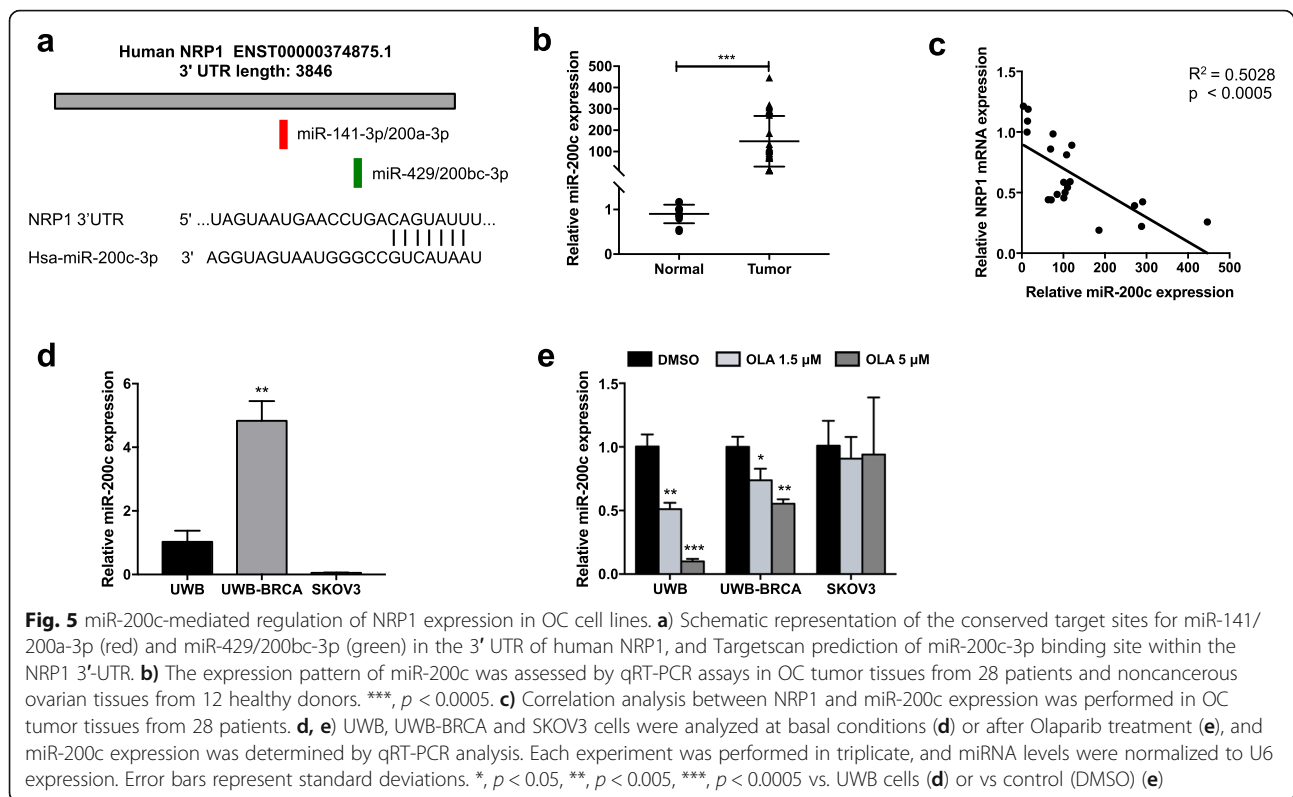 a
Human NRP1 ENST00000374875.1
3' UTR length: 3846
miR-141-3p/200a-3p
miR-429/200bc-3p
NRP1 3'UTR 5' ...UAGUAAUGAACCUGACAGUAUUU...
Hsa-miR-200c-3p 3' AGGUAGUAAUGGGCCGUCAUAAU
b
Relative miR-200c expression
500
400
300
200
100
1
0
***
Normal Tumor
c
Relative NRP1 mRNA expression
1.5
1.0
0.5
0.0
R² = 0.5028
p < 0.0005
0 100 200 300 400 500
Relative miR-200c expression
d
Relative miR-200c expression
6
4
2
0
**
UWB UWB-BRCA SKOV3
e
DMSO OLA 1.5 µM OLA 5 µM
Relative miR-200c expression
1.5
1.0
0.5
0.0
**
***
*
**
UWB UWB-BRCA SKOV3
Fig. 5 miR-200c-mediated regulation of NRP1 expression in OC cell lines. a) Schematic representation of the conserved target sites for miR-141/
200a-3p (red) and miR-429/200bc-3p (green) in the 3′ UTR of human NRP1, and Targetscan prediction of miR-200c-3p binding site within the
NRP1 3′-UTR. b) The expression pattern of miR-200c was assessed by qRT-PCR assays in OC tumor tissues from 28 patients and noncancerous
ovarian tissues from 12 healthy donors. ***, p < 0.0005. c) Correlation analysis between NRP1 and miR-200c expression was performed in OC
tumor tissues from 28 patients. d, e) UWB, UWB-BRCA and SKOV3 cells were analyzed at basal conditions (d) or after Olaparib treatment (e), and
miR-200c expression was determined by qRT-PCR analysis. Each experiment was performed in triplicate, and miRNA levels were normalized to U6
expression. Error bars represent standard deviations. *, p < 0.05, **, p < 0.005, ***, p < 0.0005 vs. UWB cells (d) or vs control (DMSO) (e)